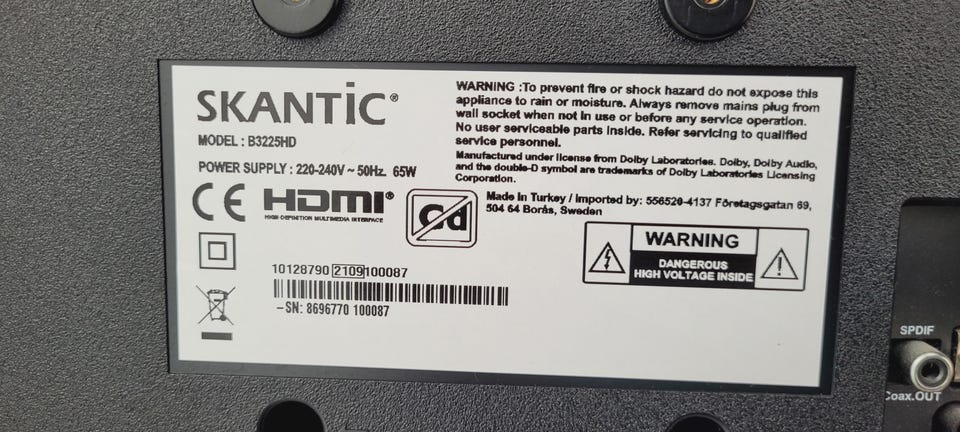 SKANTiC®
MODEL : B3225HD
POWER SUPPLY : 220-240V ~ 50Hz. 65W
CE HDMI®
HIGH DEFINITION MULTIMEDIA INTERFACE
Cd
WARNING :To prevent fire or shock hazard do not expose this
appliance to rain or moisture. Always remove mains plug from
wall socket when not in use or before any service operation.
No user serviceable parts inside. Refer servicing to qualified
service personnel.
Manufactured under license from Dolby Laboratories. Dolby, Dolby Audio,
and the double-D symbol are trademarks of Dolby Laboratories Licensing
Corporation.
Made in Turkey / Imported by: 556520-4137 Företagsgatan 69,
504 64 Borås, Sweden
WARNING
DANGEROUS
HIGH VOLTAGE INSIDE
10128790 2109 100087
-SN: 8696770 100087
SPDIF
Coax.OUT